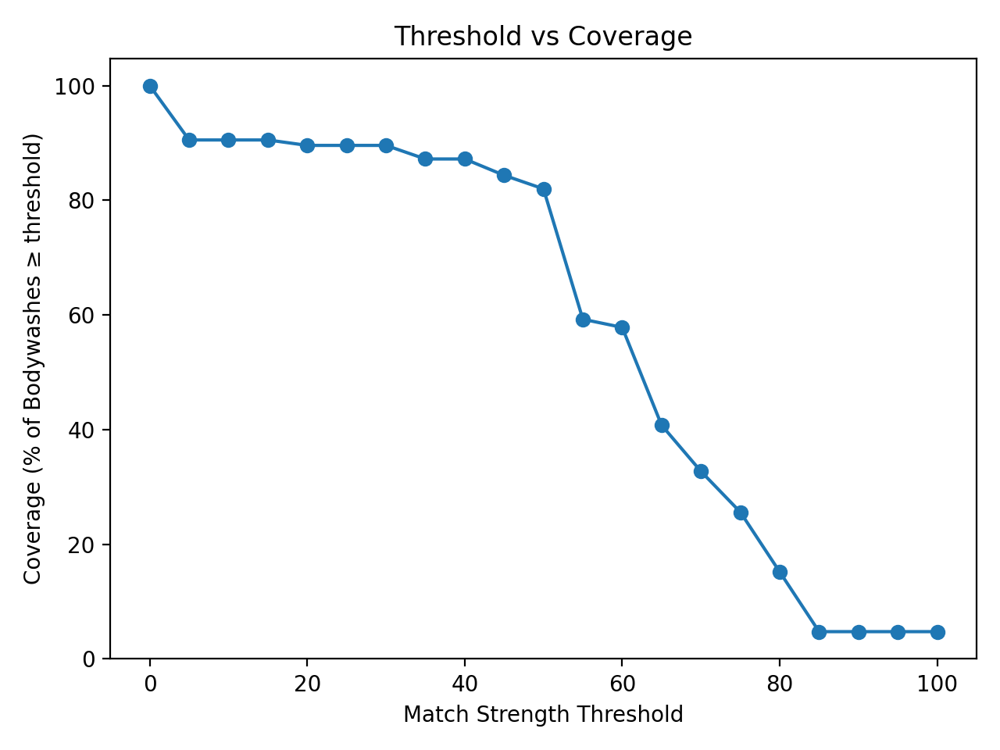 Threshold vs Coverage
Coverage (% of Bodywashes ≥ threshold)
100
80
60
40
20
0
0 20 40 60 80 100
Match Strength Threshold